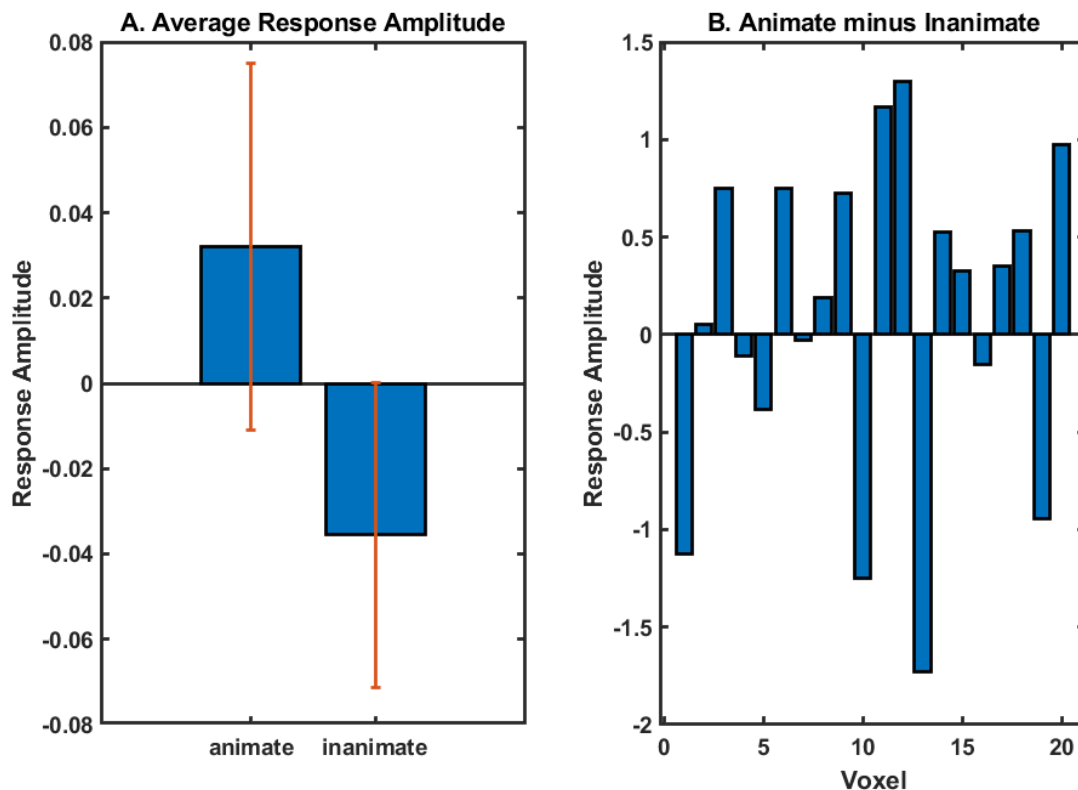 A. Average Response Amplitude
0.08
0.06
0.04
0.02
0
-0.02
-0.04
-0.06
-0.08
Response Amplitude
animate inanimate
B. Animate minus Inanimate
1.5
1
0.5
0
-0.5
-1
-1.5
-2
Response Amplitude
0 5 10 15 20
Voxel